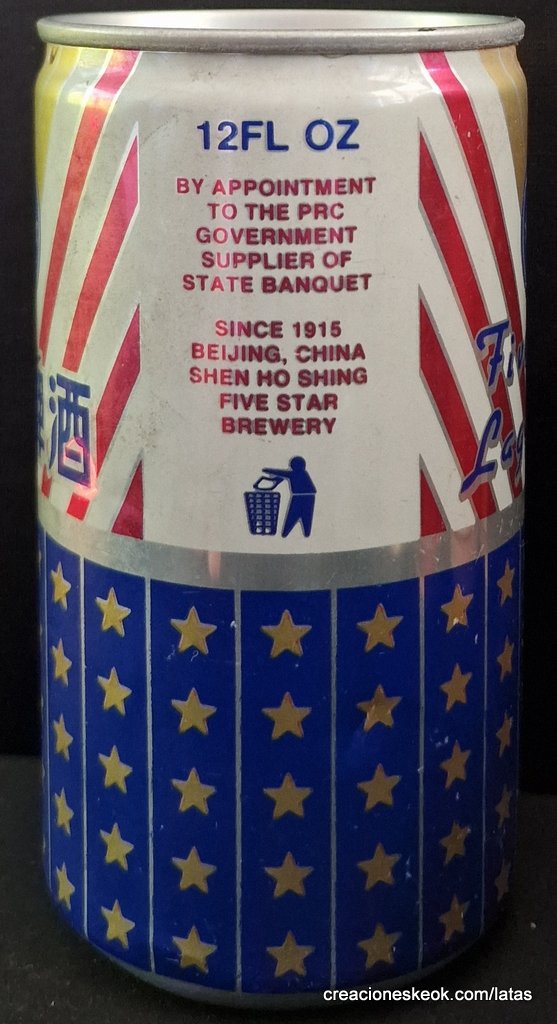 12FL OZ
BY APPOINTMENT
TO THE PRC
GOVERNMENT
SUPPLIER OF
STATE BANQUET
SINCE 1915
BEIJING, CHINA
SHEN HO SHING
FIVE STAR
BREWERY
酒
creacioneskeok.com/latas